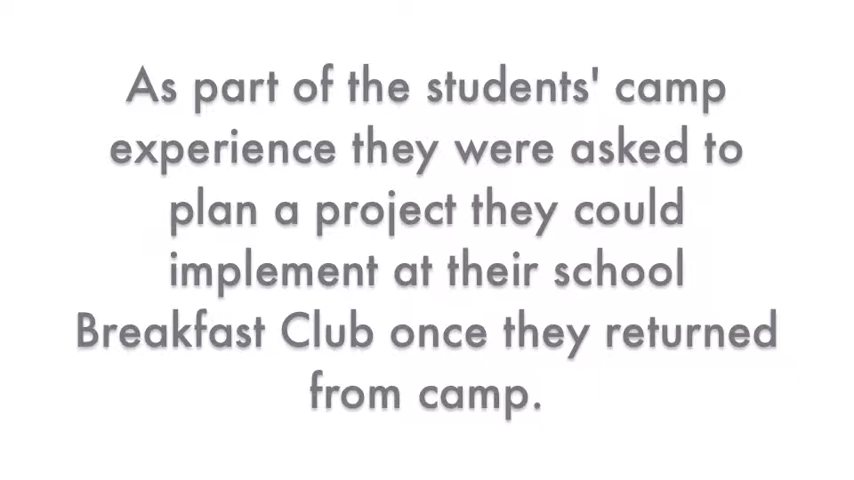 As part of the students' camp
experience they were asked to
plan a project they could
implement at their school
Breakfast Club once they returned
from camp.